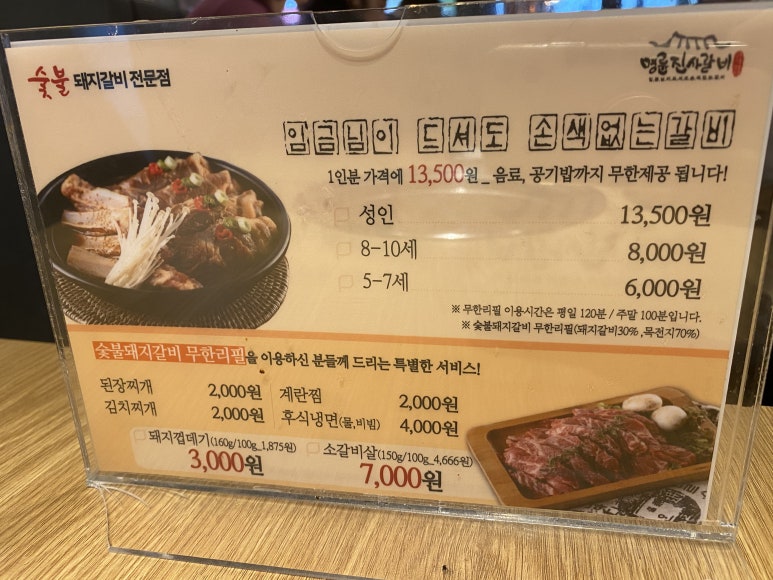 숯불 돼지갈비 전문점
명륜진사갈비
임금님이 드셔도 손색없는갈비
1인분 가격에 13,500원_ 음료, 공기밥까지 무한제공 됩니다!
성인 13,500원
8-10세 8,000원
5-7세 6,000원
※ 무한리필 이용시간은 평일 120분 / 주말 100분입니다.
※ 숯불돼지갈비 무한리필(돼지갈비30% ,목전지70%)
숯불돼지갈비 무한리필을 이용하신 분들께 드리는 특별한 서비스!
된장찌개 2,000원 계란찜 2,000원
김치찌개 2,000원 후식냉면(물,비빔) 4,000원
돼지껍데기(160g/100g_1,875원) 소갈비살(150g/100g_4,666원)
3,000원 7,000원